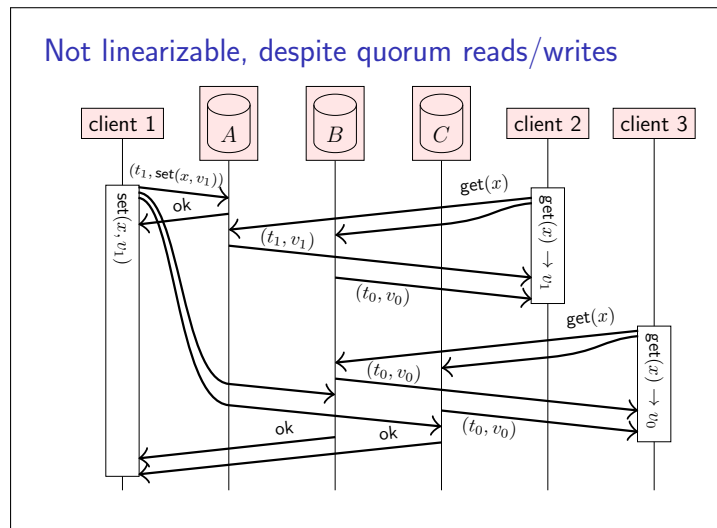 Not linearizable, despite quorum reads/writes
client 1
A
B
C
client 2
client 3
(t₁, set(x, v₁))
set(x, v₁)
ok
get(x)
get(x) → v₁
(t₁, v₁)
(t₀, v₀)
get(x)
get(x) → v₀
(t₀, v₀)
(t₀, v₀)
ok
ok